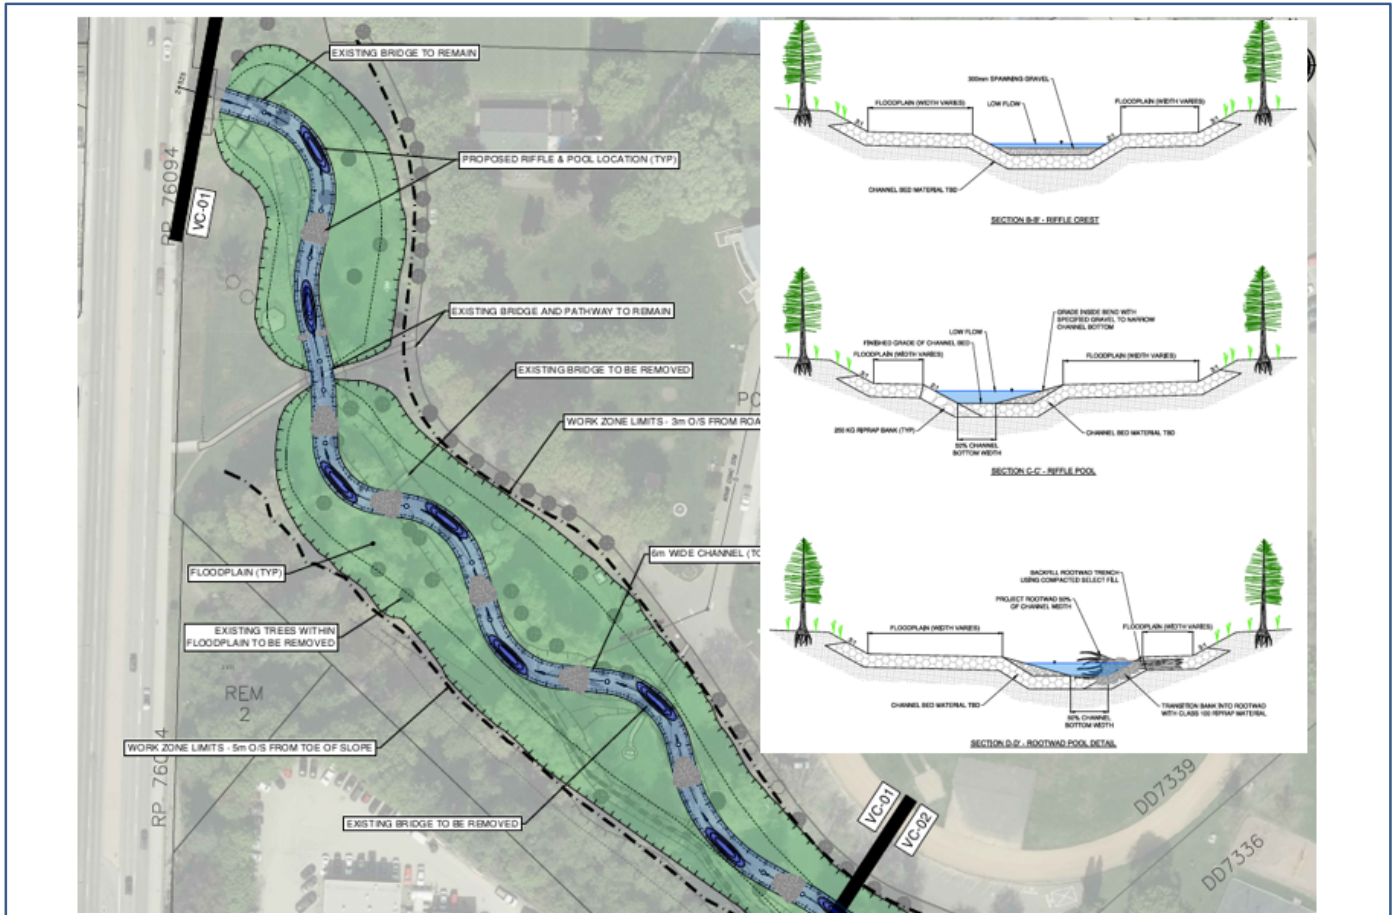 EXISTING BRIDGE TO REMAIN
PROPOSED RIFFLE & POOL LOCATION (TYP)
RP 76094
VC-01
EXISTING BRIDGE AND PATHWAY TO REMAIN
EXISTING BRIDGE TO BE REMOVED
WORK ZONE LIMITS - 3m O/S FROM ROA
6m WIDE CHANNEL (TO
FLOODPLAIN (TYP)
EXISTING TREES WITHIN
FLOODPLAIN TO BE REMOVED
REM
2
WORK ZONE LIMITS - 5m O/S FROM TOE OF SLOPE
EXISTING BRIDGE TO BE REMOVED
VC-01
VC-02
DD7339
DD7336
300mm SPAWNING GRAVEL
FLOODPLAIN (WIDTH VARIES)
LOW FLOW
FLOODPLAIN (WIDTH VARIES)
CHANNEL BED MATERIAL TBD
SECTION B-B' - RIFFLE CREST
GRADE INSIDE BEND WITH
SPECIFIED GRAVEL TO NARROW
CHANNEL BOTTOM
LOW FLOW
FINISHED GRADE OF CHANNEL BED
FLOODPLAIN (WIDTH VARIES)
FLOODPLAIN (WIDTH VARIES)
250 KG RIPRAP BANK (TYP)
CHANNEL BED MATERIAL TBD
50% CHANNEL
BOTTOM WIDTH
SECTION C-C' - RIFFLE POOL
BACKFILL ROOTWAD TRENCH
USING COMPACTED SELECT FILL
PROJECT ROOTWAD 50%
OF CHANNEL WIDTH
FLOODPLAIN (WIDTH VARIES)
FLOODPLAIN (WIDTH VARIES)
CHANNEL BED MATERIAL TBD
TRANSITION BANK INTO ROOTWAD
WITH CLASS 100 RIPRAP MATERIAL
50% CHANNEL
BOTTOM WIDTH
SECTION D-D' - ROOTWAD POOL DETAIL